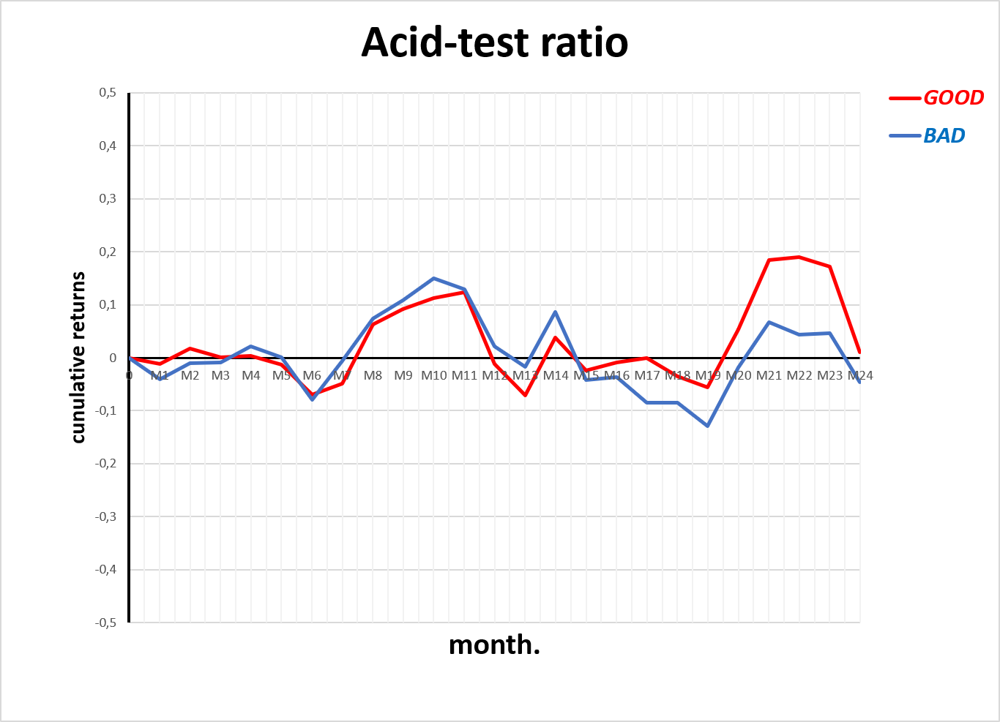 Acid-test ratio
GOOD
BAD
0,5
0,4
0,3
0,2
0,1
0
-0,1
-0,2
-0,3
-0,4
-0,5
cunulative returns
0 M1 M2 M3 M4 M5 M6 M7 M8 M9 M10 M11 M12 M13 M14 M15 M16 M17 M18 M19 M20 M21 M22 M23 M24
month.